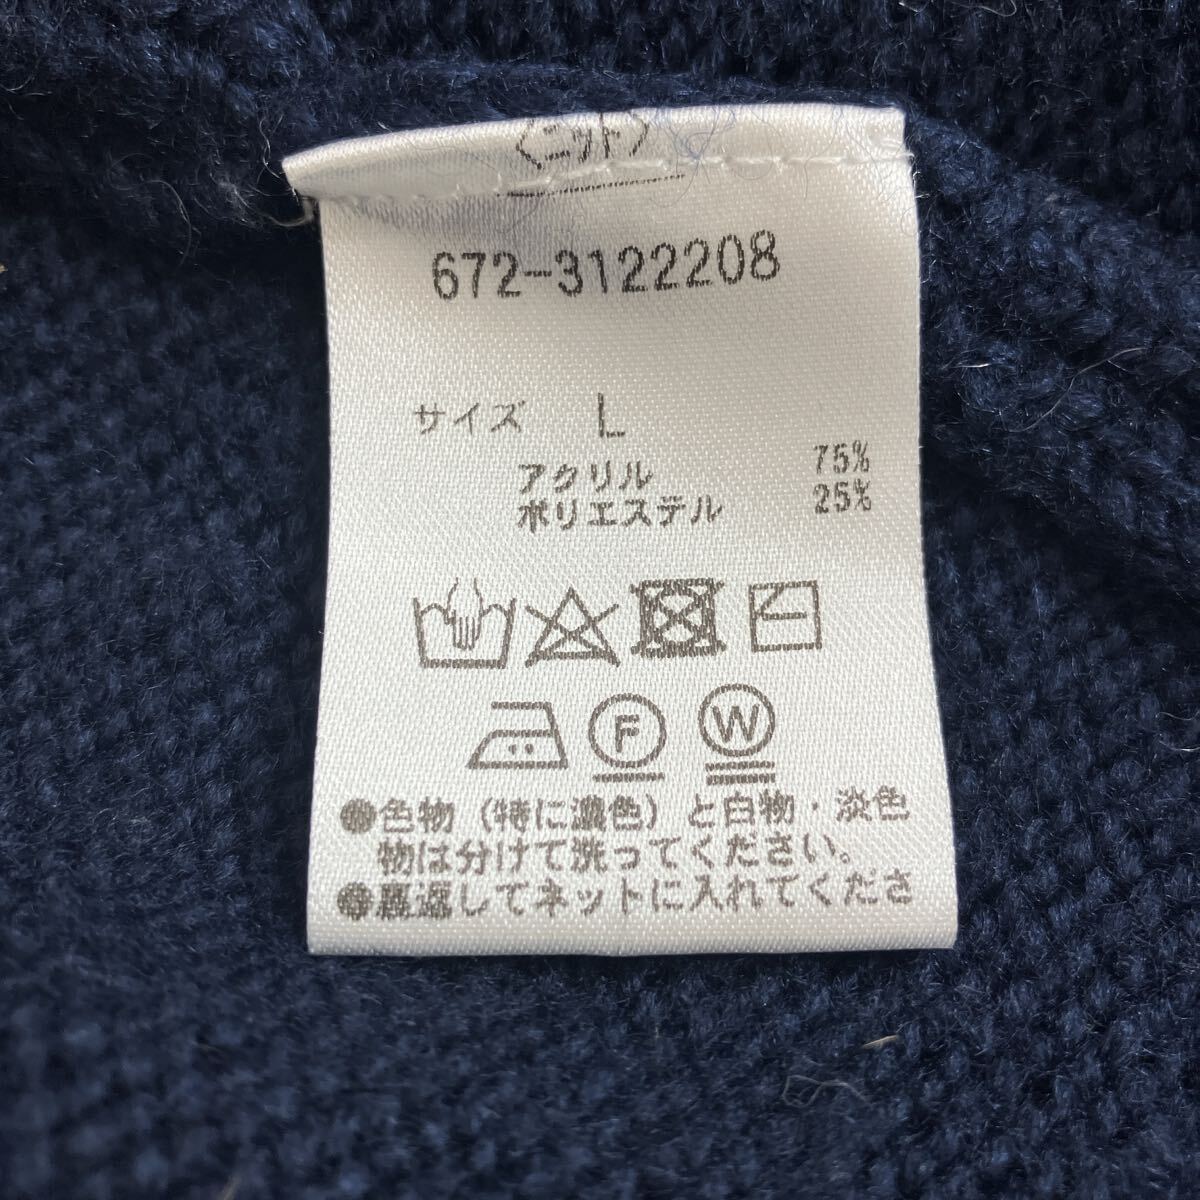 〈ニット〉
672-3122208
サイズ L
アクリル 75%
ポリエステル 25%
F W
●色物（特に濃色）と白物・淡色
物は分けて洗ってください。
●裏返してネットに入れてくださ